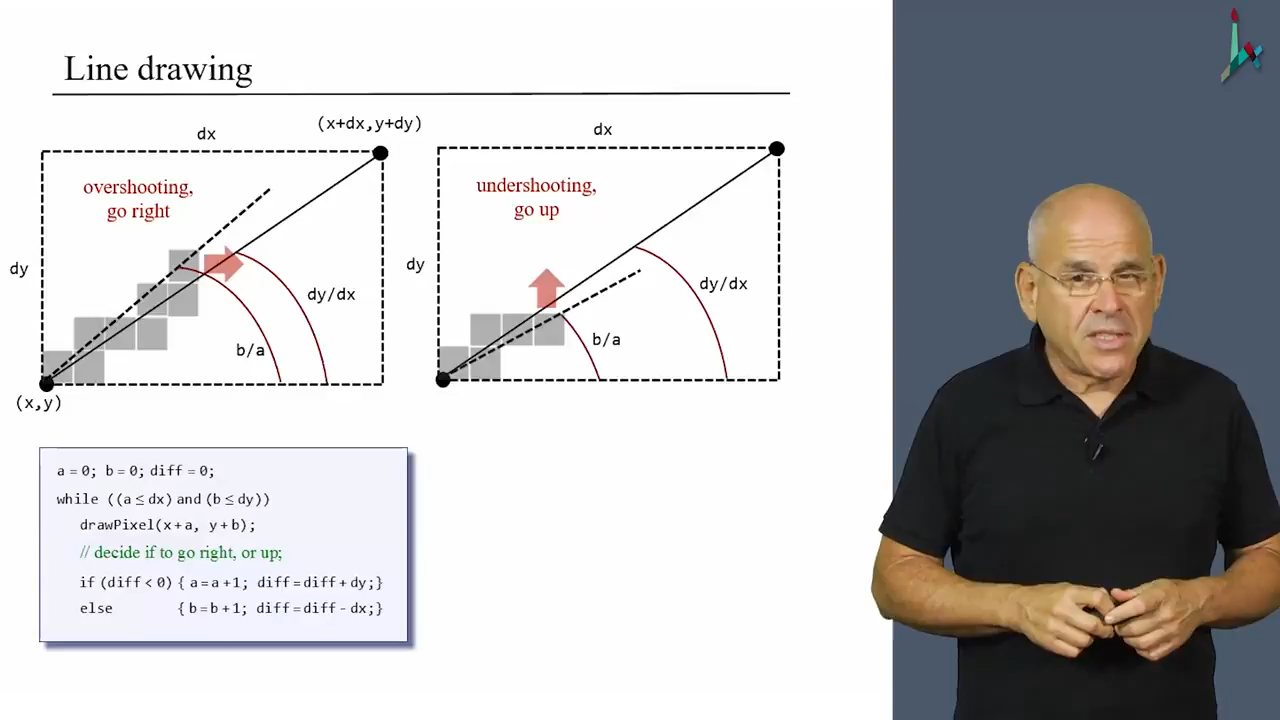 Line drawing
dx
(x+dx,y+dy)
overshooting,
go right
dy
dy/dx
b/a
(x,y)
dx
undershooting,
go up
dy
dy/dx
b/a
a = 0; b = 0; diff = 0;
while ((a ≤ dx) and (b ≤ dy))
drawPixel(x + a, y + b);
// decide if to go right, or up;
if (diff < 0) { a = a + 1; diff = diff + dy; }
else { b = b + 1; diff = diff - dx; }